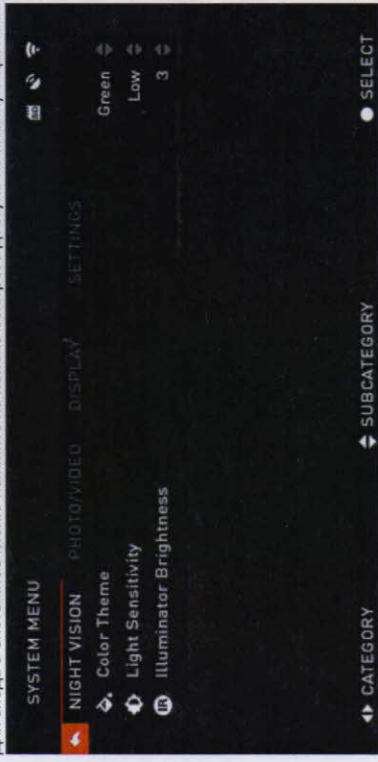 SYSTEM MENU
NIGHT VISION PHOTO/VIDEO DISPLAY SETTINGS
Color Theme Green
Light Sensitivity Low
IR Illuminator Brightness 3
CATEGORY SUBCATEGORY SELECT